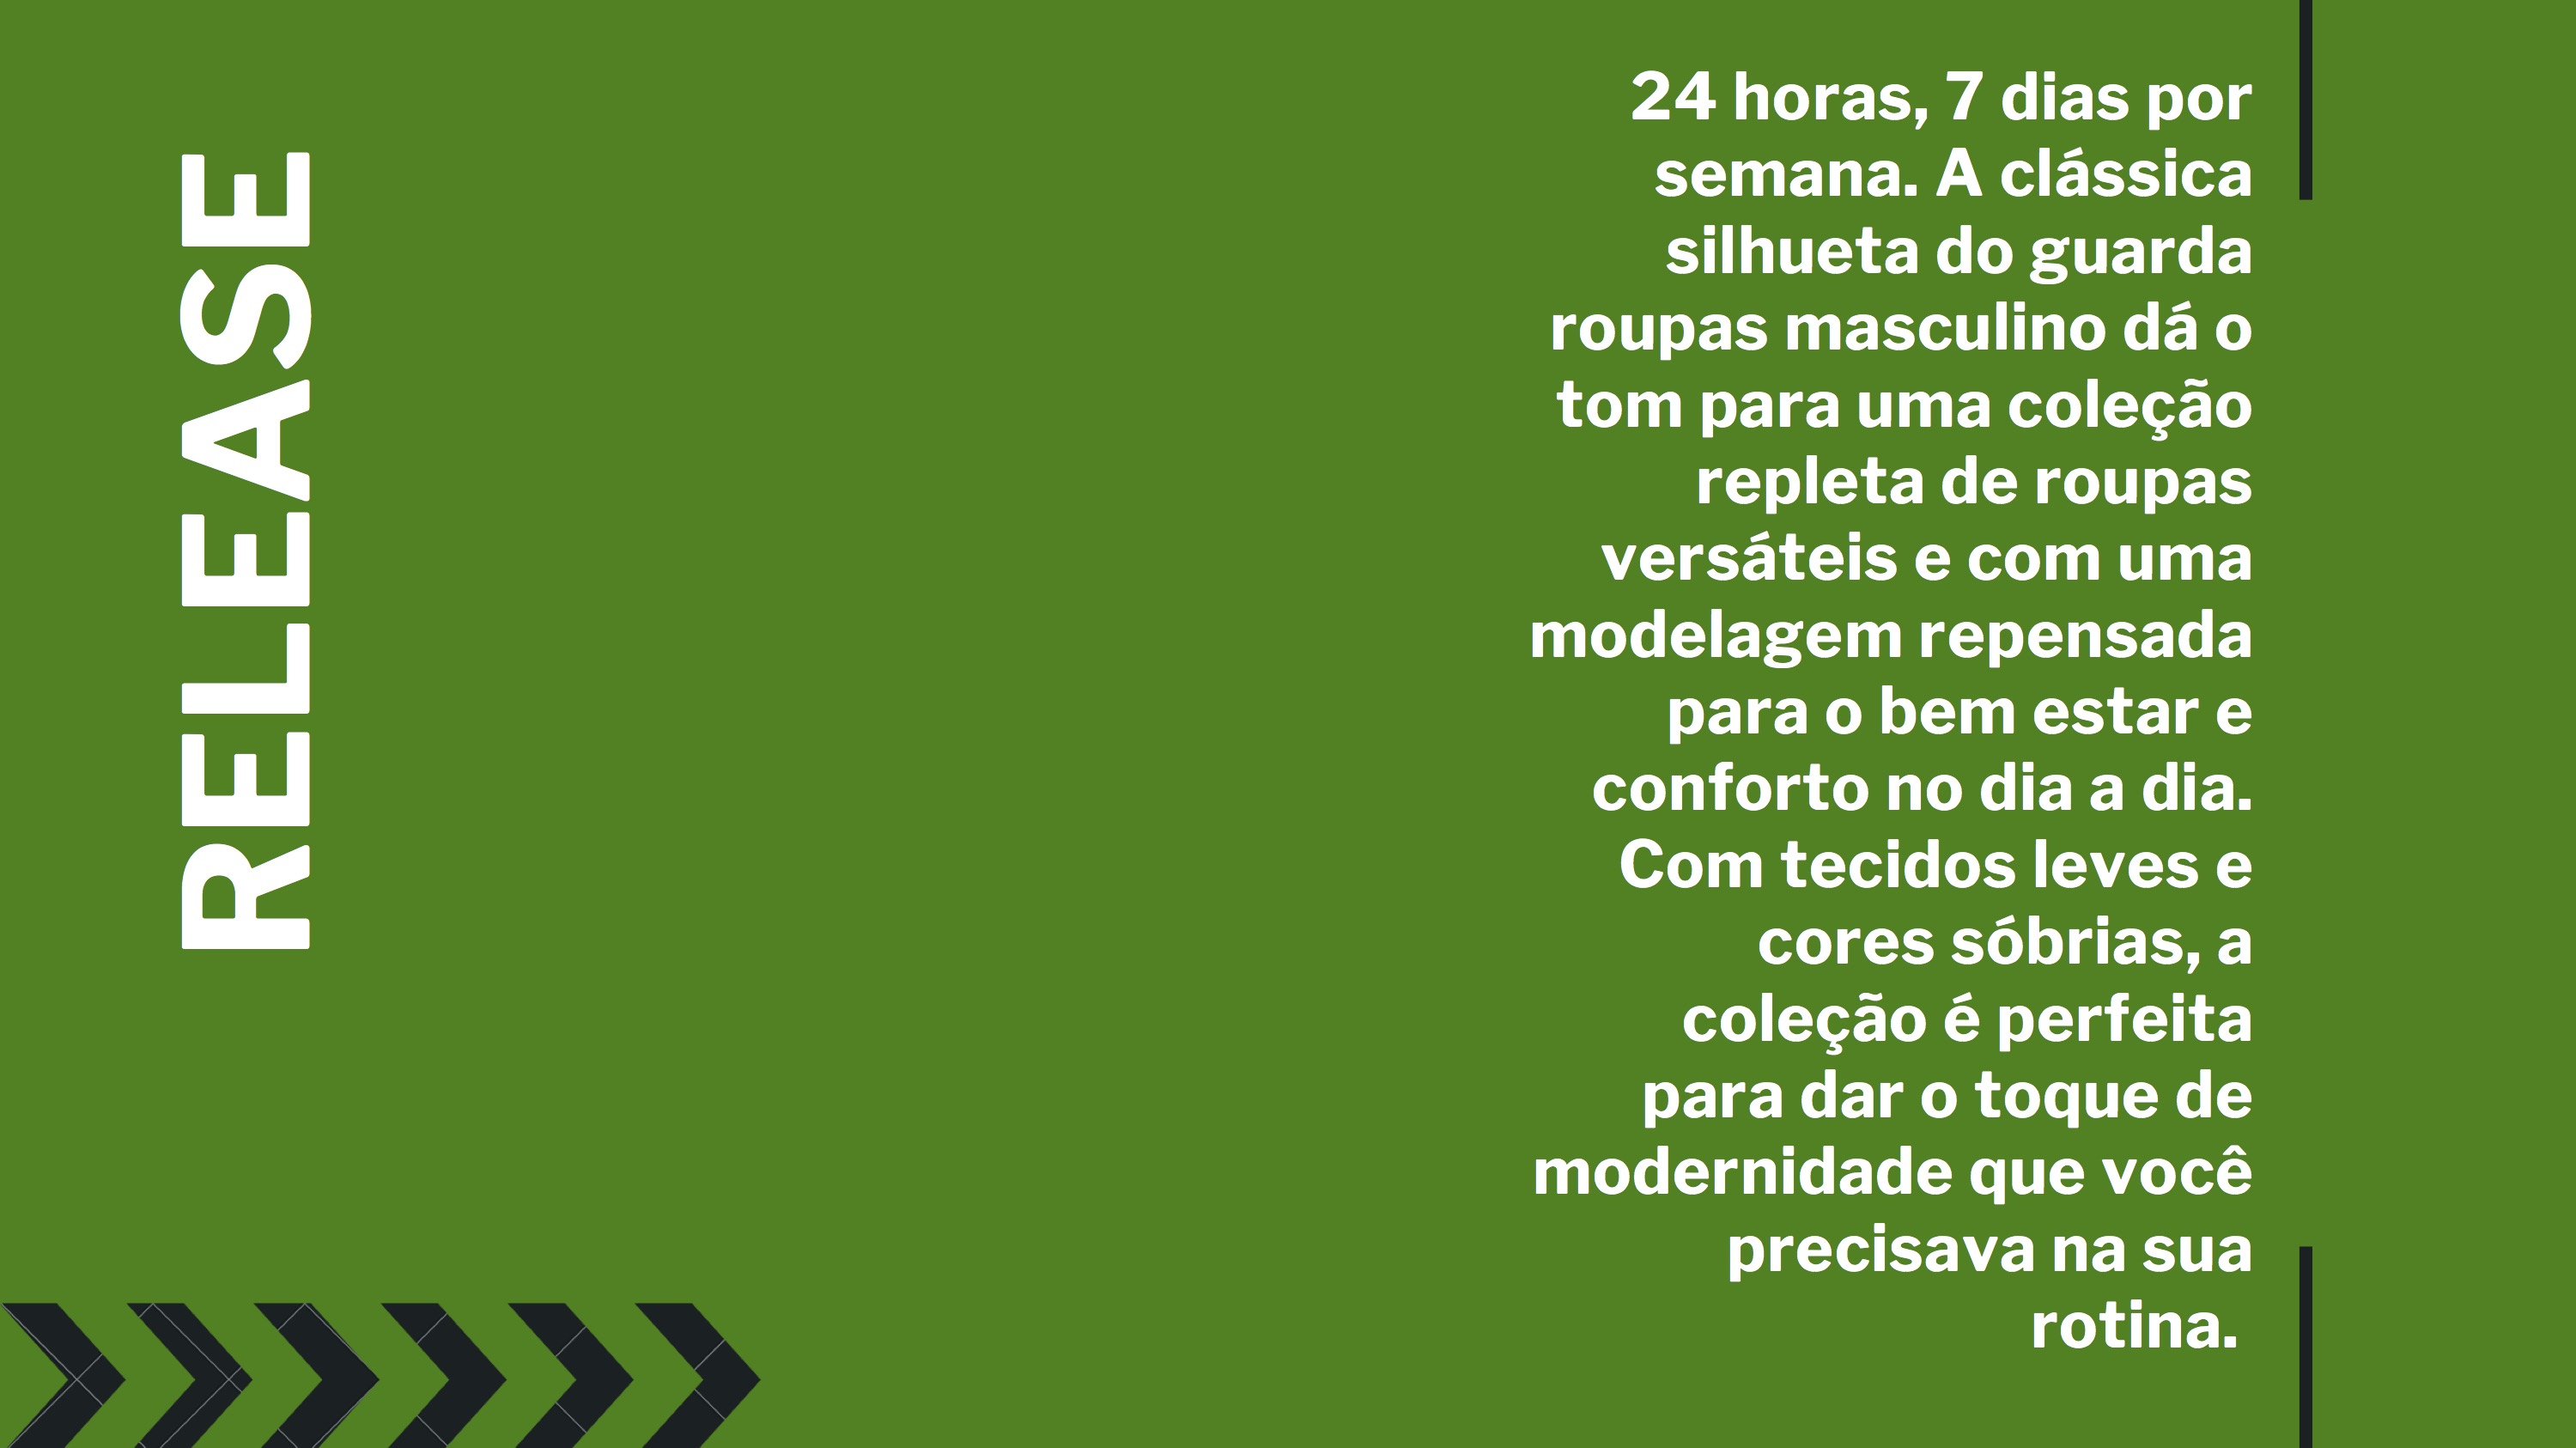 RELEASE
24 horas, 7 dias por
semana. A clássica
silhueta do guarda
roupas masculino dá o
tom para uma coleção
repleta de roupas
versáteis e com uma
modelagem repensada
para o bem estar e
conforto no dia a dia.
Com tecidos leves e
cores sóbrias, a
coleção é perfeita
para dar o toque de
modernidade que você
precisava na sua
rotina.